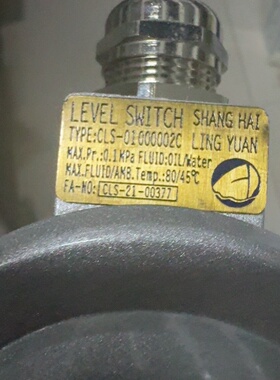 LEVEL SWITCH SHANG HAI
TYPE:CLS-01000002C LING YUAN
MAX.Pr.:0.1KPa FLUID:OIL/Water
MAX.FLUID/AMB.Temp.:80/45℃
FA-NO: CLS-21-00377